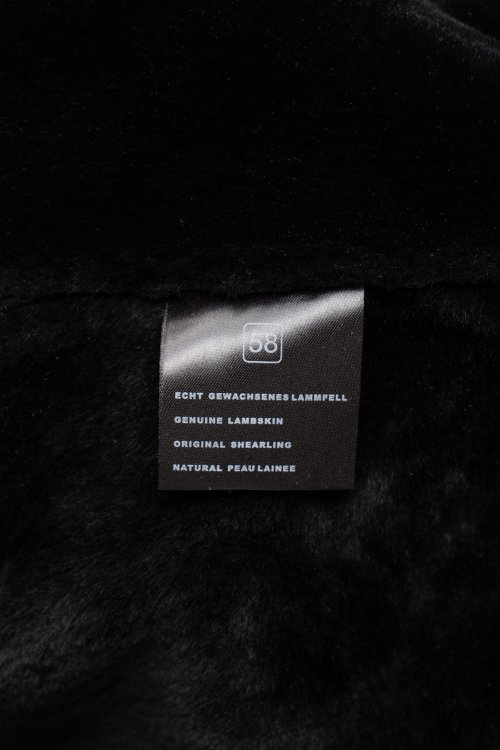 58
ECHT GEWACHSENES LAMMFELL
GENUINE LAMBSKIN
ORIGINAL SHEARLING
NATURAL PEAU LAINEE